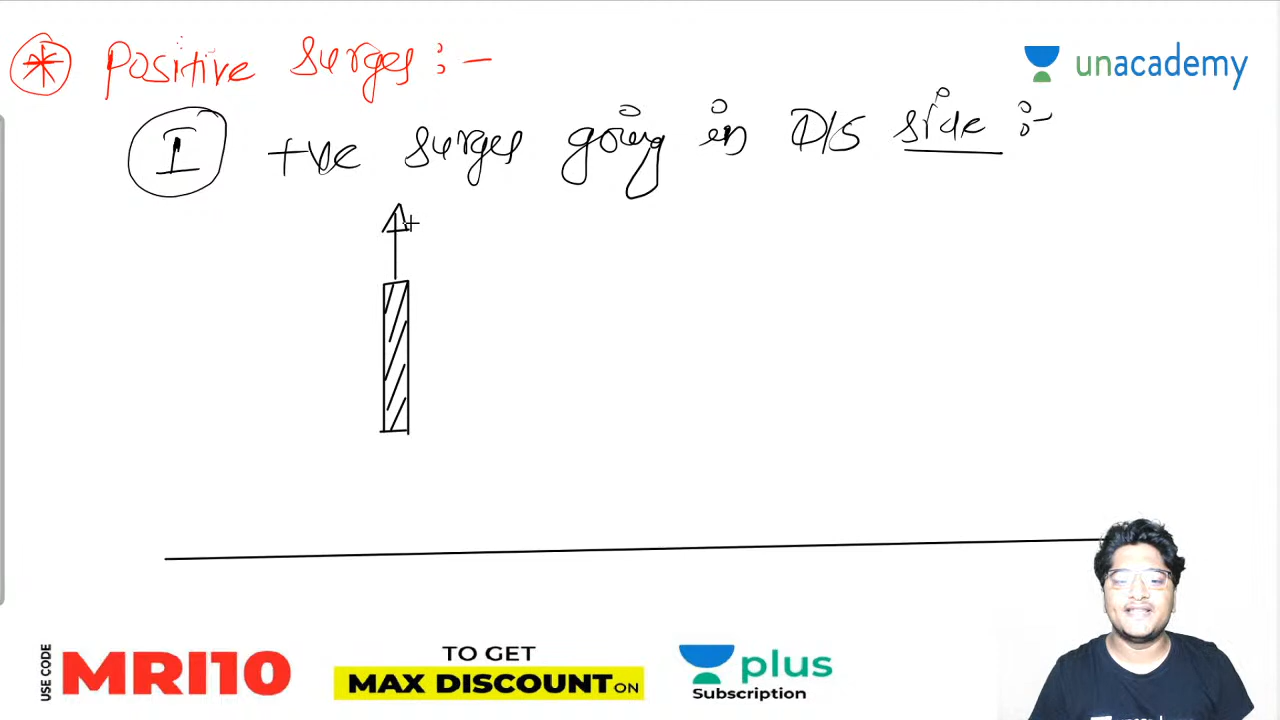 * Positive surges :-
unacademy
I +ve surges going in D/S side :-
USE CODE
MRI10
TO GET
MAX DISCOUNT ON
plus
Subscription